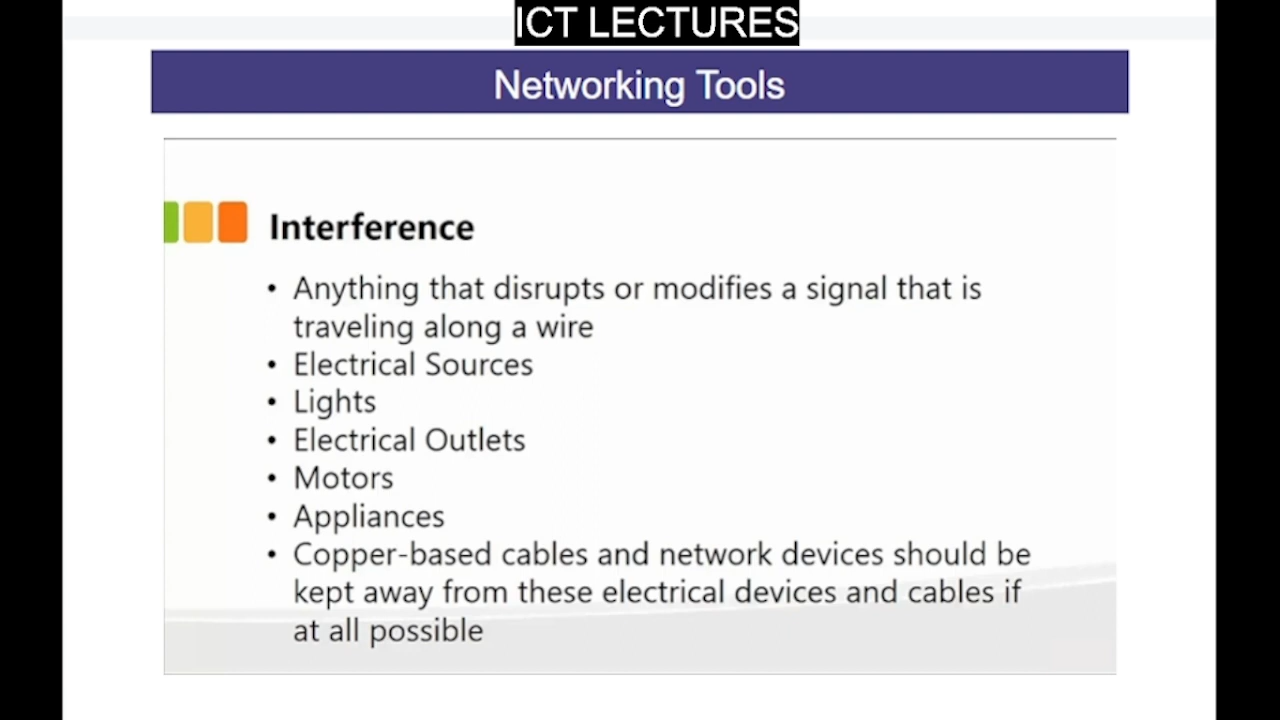 ICT LECTURES
Networking Tools
Interference
• Anything that disrupts or modifies a signal that is
traveling along a wire
• Electrical Sources
• Lights
• Electrical Outlets
• Motors
• Appliances
• Copper-based cables and network devices should be
kept away from these electrical devices and cables if
at all possible